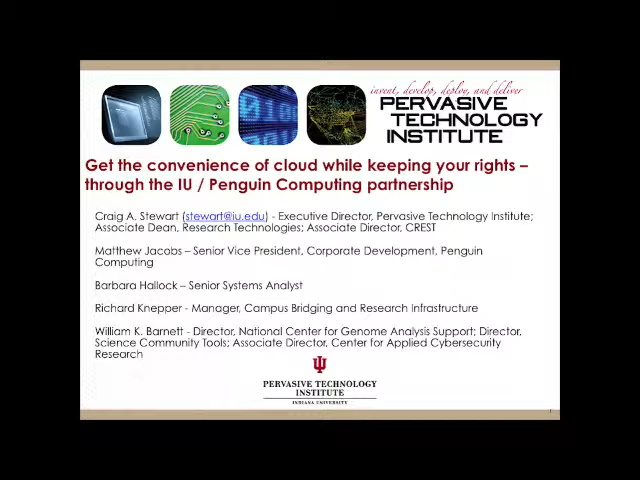 invent, develop, deploy, and deliver
PERVASIVE
TECHNOLOGY
INSTITUTE
Get the convenience of cloud while keeping your rights –
through the IU / Penguin Computing partnership
Craig A. Stewart (stewart@iu.edu) - Executive Director, Pervasive Technology Institute;
Associate Dean, Research Technologies; Associate Director, CREST
Matthew Jacobs – Senior Vice President, Corporate Development, Penguin
Computing
Barbara Hallock – Senior Systems Analyst
Richard Knepper - Manager, Campus Bridging and Research Infrastructure
William K. Barnett - Director, National Center for Genome Analysis Support; Director,
Science Community Tools; Associate Director, Center for Applied Cybersecurity
Research
PERVASIVE TECHNOLOGY
INSTITUTE
INDIANA UNIVERSITY